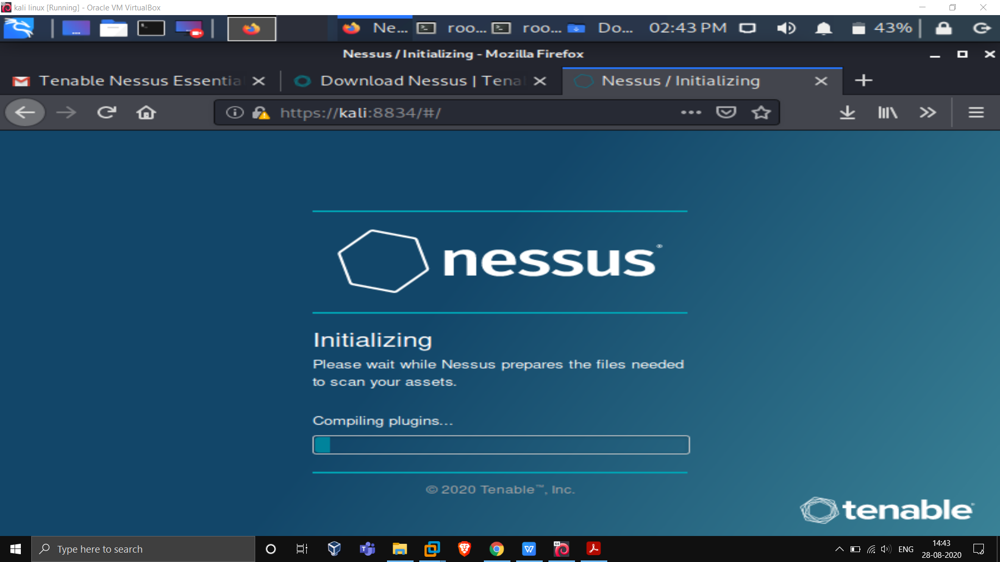 kali linux [Running] - Oracle VM VirtualBox
Ne... roo... roo... Do... 02:43 PM 43%
Nessus / Initializing - Mozilla Firefox
Tenable Nessus Essentia
Download Nessus | Tena
Nessus / Initializing
https://kali:8834/#/
nessus®
Initializing
Please wait while Nessus prepares the files needed
to scan your assets.
Compiling plugins...
© 2020 Tenable™, Inc.
tenable
Type here to search
ENG
14:43
28-08-2020